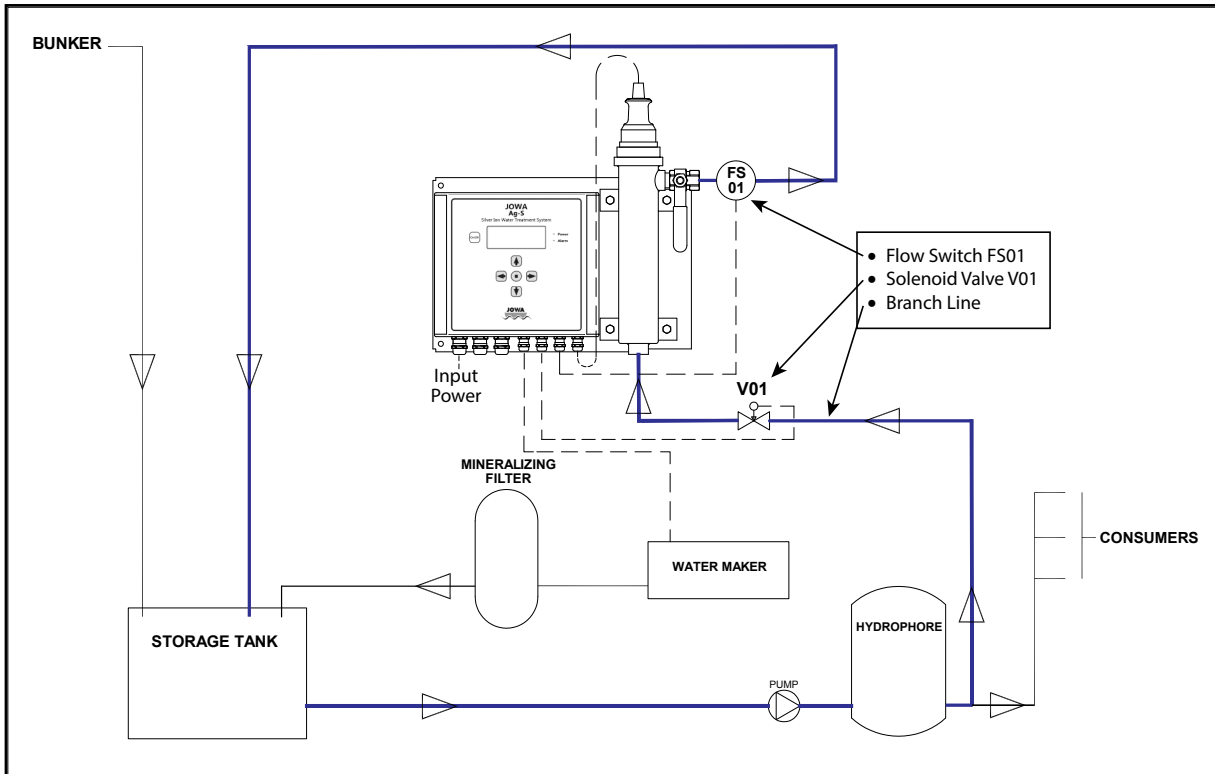 BUNKER
FS
01
JOWA
Ag-S
Silver Ion Water Treatment System
Power
Alarm
JOWA
• Flow Switch FS01
• Solenoid Valve V01
• Branch Line
Input
Power
V01
MINERALIZING
FILTER
WATER MAKER
CONSUMERS
STORAGE TANK
HYDROPHORE
PUMP